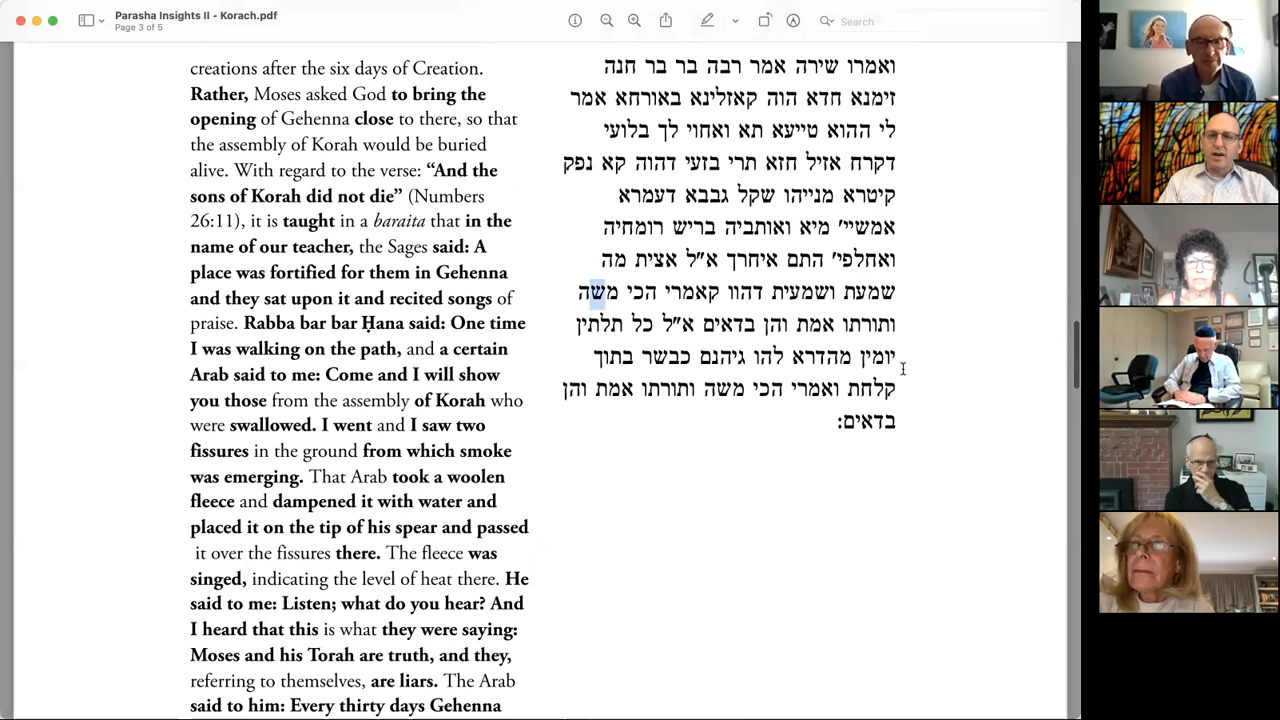 Parasha Insights II - Korach.pdf
Page 3 of 5
Search
creations after the six days of Creation.
Rather, Moses asked God to bring the
opening of Gehenna close to there, so that
the assembly of Korah would be buried
alive. With regard to the verse: “And the
sons of Korah did not die” (Numbers
26:11), it is taught in a baraita that in the
name of our teacher, the Sages said: A
place was fortified for them in Gehenna
and they sat upon it and recited songs of
praise. Rabba bar bar Ḥana said: One time
I was walking on the path, and a certain
Arab said to me: Come and I will show
you those from the assembly of Korah who
were swallowed. I went and I saw two
fissures in the ground from which smoke
was emerging. That Arab took a woolen
fleece and dampened it with water and
placed it on the tip of his spear and passed
it over the fissures there. The fleece was
singed, indicating the level of heat there. He
said to me: Listen; what do you hear? And
I heard that this is what they were saying:
Moses and his Torah are truth, and they,
referring to themselves, are liars. The Arab
said to him: Every thirty days Gehenna
ואמרו שירה אמר רבה בר בר חנה
זימנא חדא הוה קאזלינא באורחא אמר
לי ההוא טייעא תא ואחוי לך בלועי
דקרח אזיל חזא תרי בזעי דהוה קא נפק
קיטרא מנייהו שקל גבבא דעמרא
אמשיי' מיא ואותביה בריש רומחיה
ואחלפי' התם איחרך א"ל אצית מה
שמעת ושמעית דהוו קאמרי הכי משה
ותורתו אמת והן בדאים א"ל כל תלתין
יומין מהדרא להו גיהנם כבשר בתוך
קלחת ואמרי הכי משה ותורתו אמת והן
בדאים: